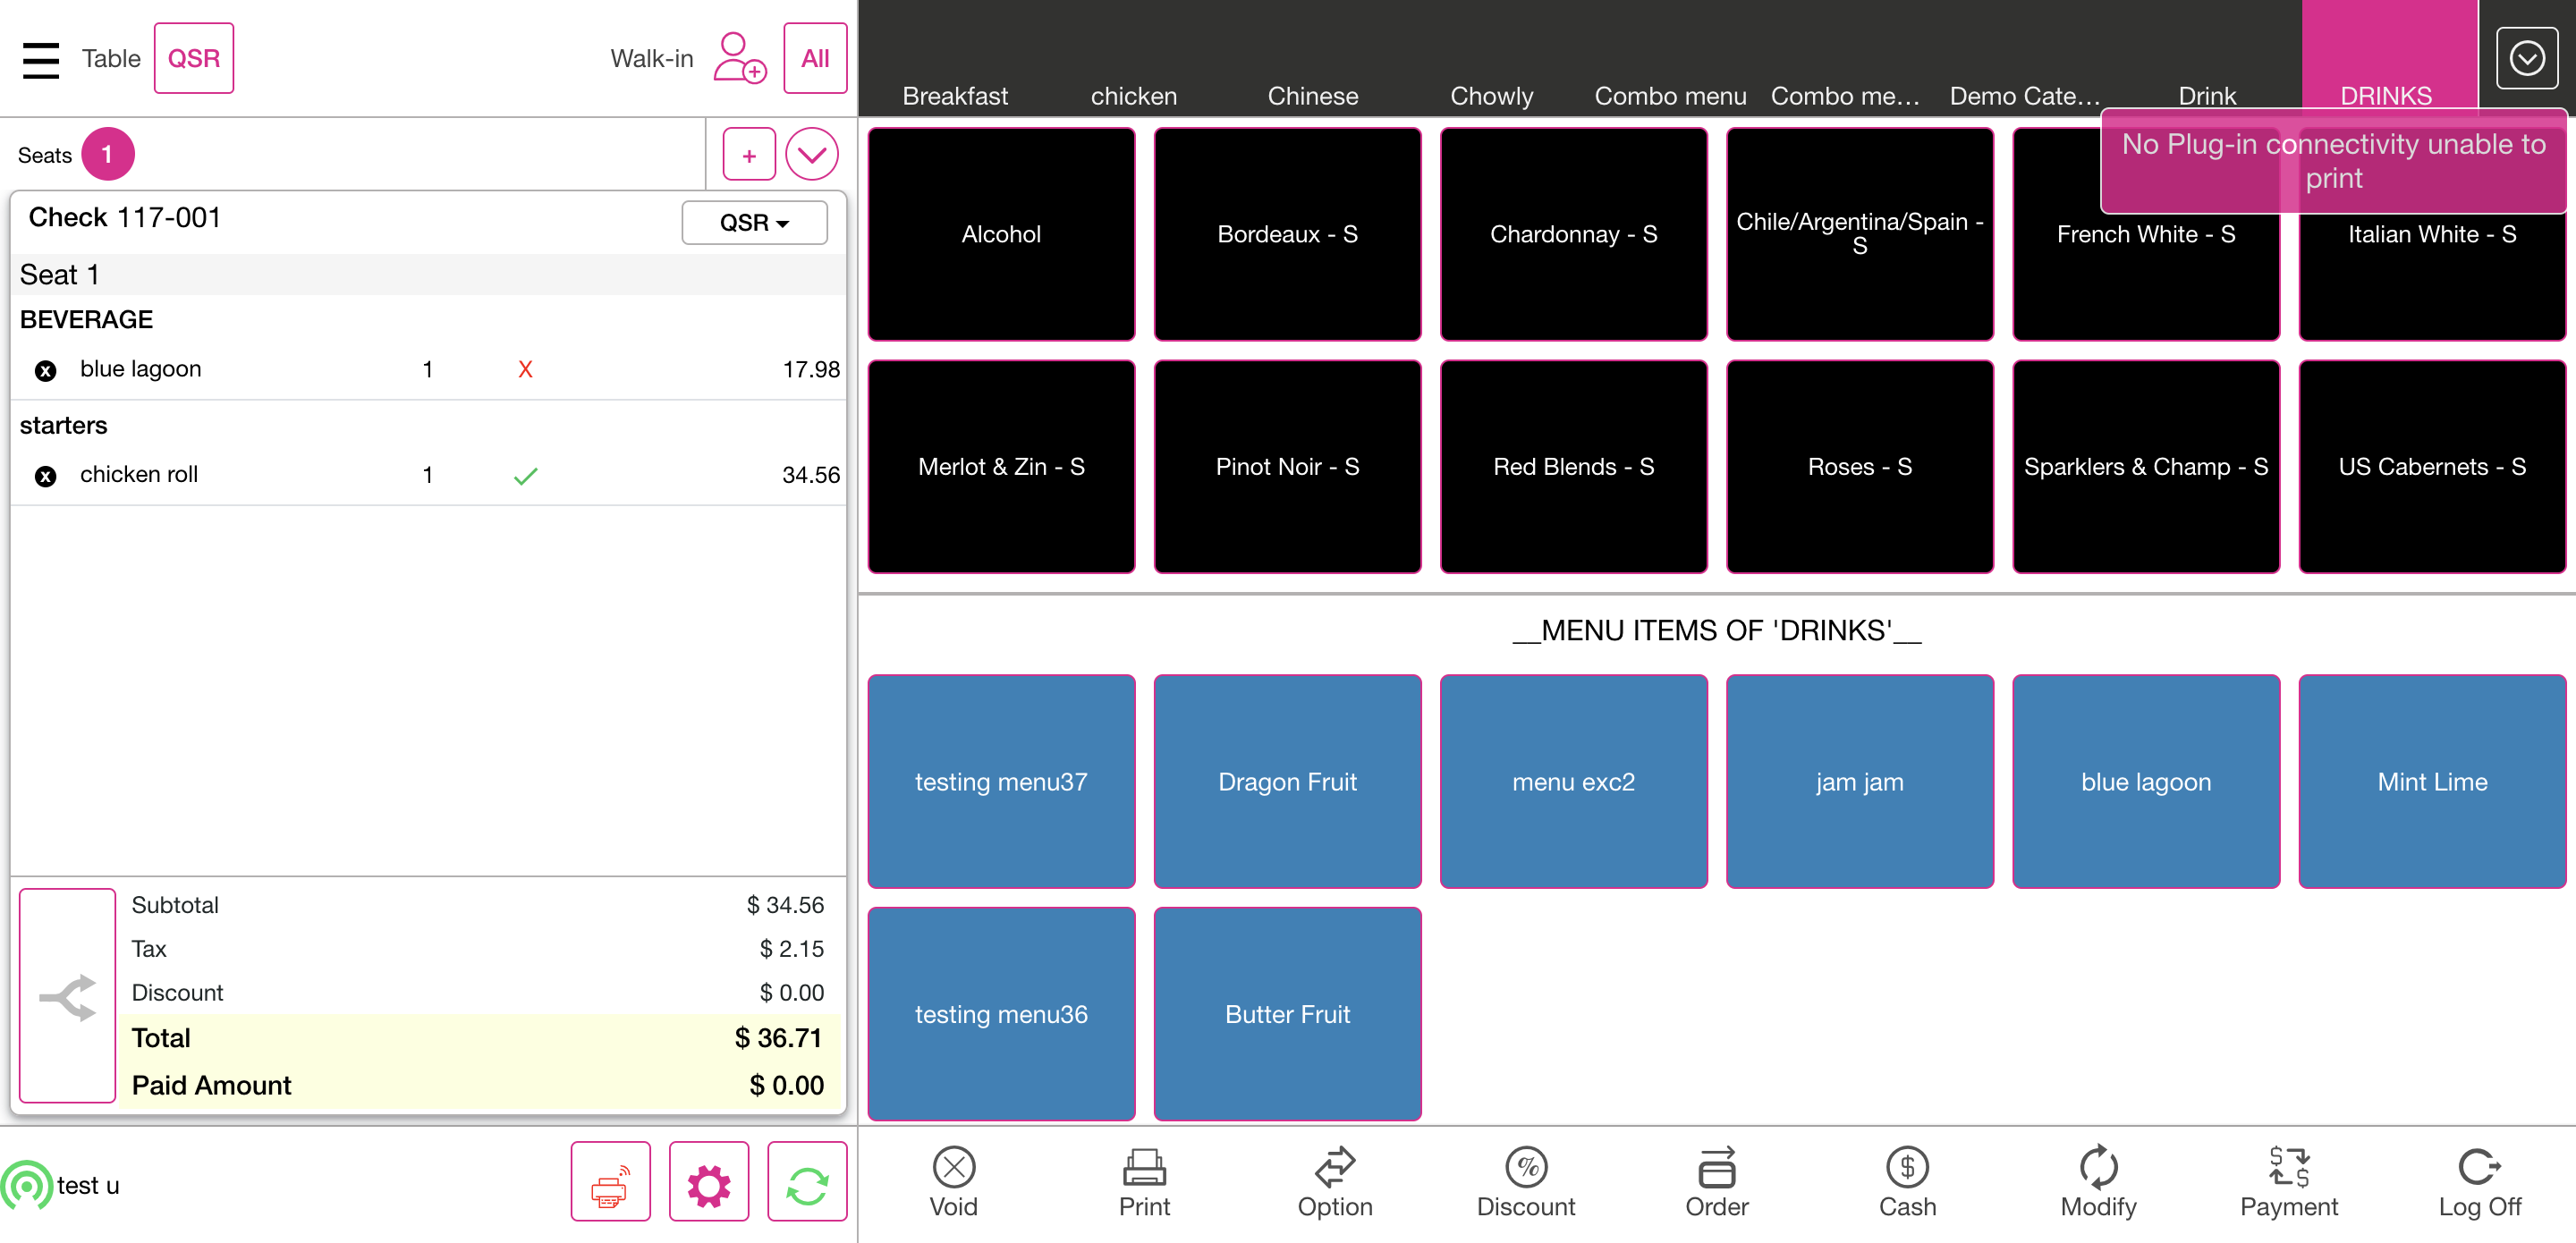 Table QSR Walk-in All
Breakfast chicken Chinese Chowly Combo menu Combo me... Demo Cate... Drink DRINKS
No Plug-in connectivity unable to
print
Seats 1 +
Check 117-001 QSR
Seat 1
BEVERAGE
x blue lagoon 1 X 17.98
starters
x chicken roll 1 34.56
Subtotal $ 34.56
Tax $ 2.15
Discount $ 0.00
Total $ 36.71
Paid Amount $ 0.00
test u
Alcohol Bordeaux - S Chardonnay - S Chile/Argentina/Spain - French White - S Italian White - S
S
Merlot & Zin - S Pinot Noir - S Red Blends - S Roses - S Sparklers & Champ - S US Cabernets - S
__MENU ITEMS OF 'DRINKS'__
testing menu37 Dragon Fruit menu exc2 jam jam blue lagoon Mint Lime
testing menu36 Butter Fruit
Void Print Option Discount Order Cash Modify Payment Log Off